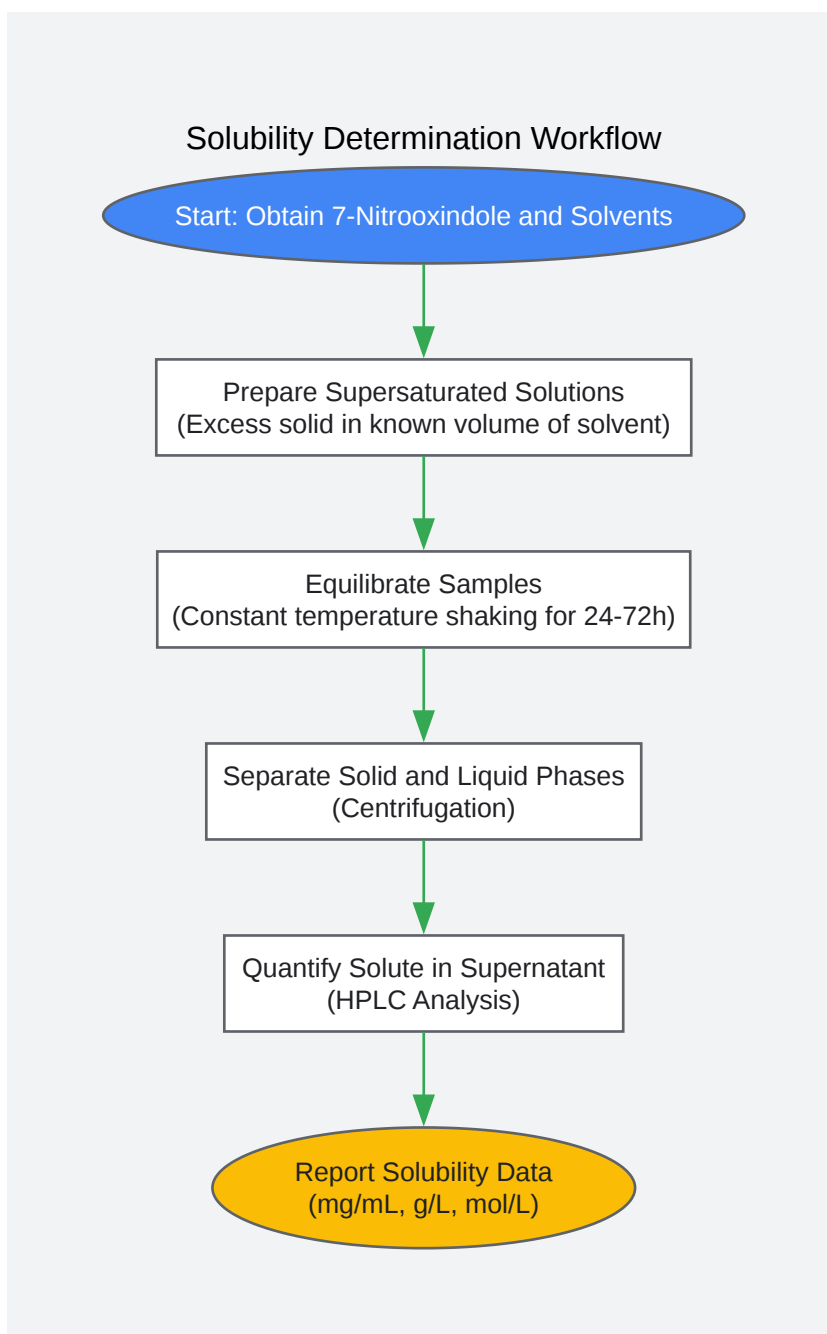 Solubility Determination Workflow
Start: Obtain 7-Nitrooxindole and Solvents
Prepare Supersaturated Solutions
(Excess solid in known volume of solvent)
Equilibrate Samples
(Constant temperature shaking for 24-72h)
Separate Solid and Liquid Phases
(Centrifugation)
Quantify Solute in Supernatant
(HPLC Analysis)
Report Solubility Data
(mg/mL, g/L, mol/L)